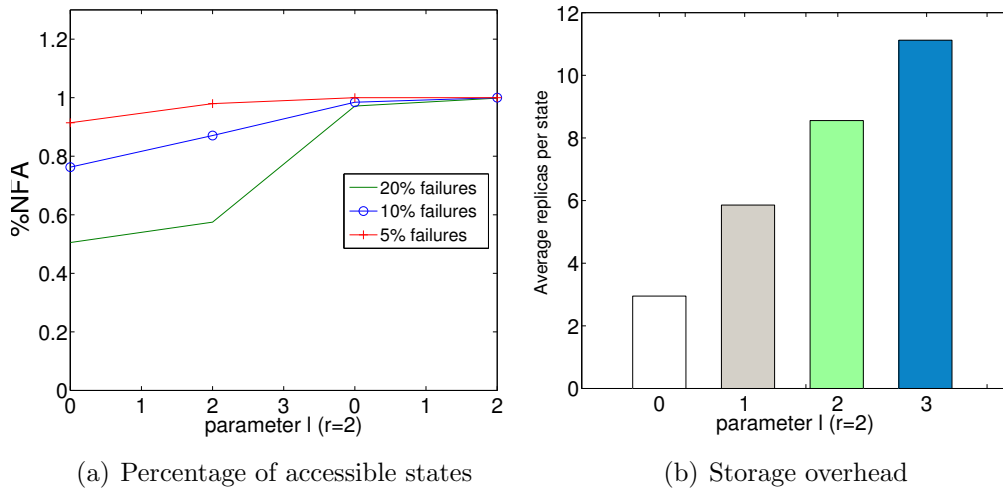 %NFA
1.2
1
0.8
0.6
0.4
0.2
0
0 1 2 3 0 1 2
parameter l (r=2)
20% failures
10% failures
5% failures
(a) Percentage of accessible states
Average replicas per state
12
10
8
6
4
2
0
0 1 2 3
parameter l (r=2)
(b) Storage overhead